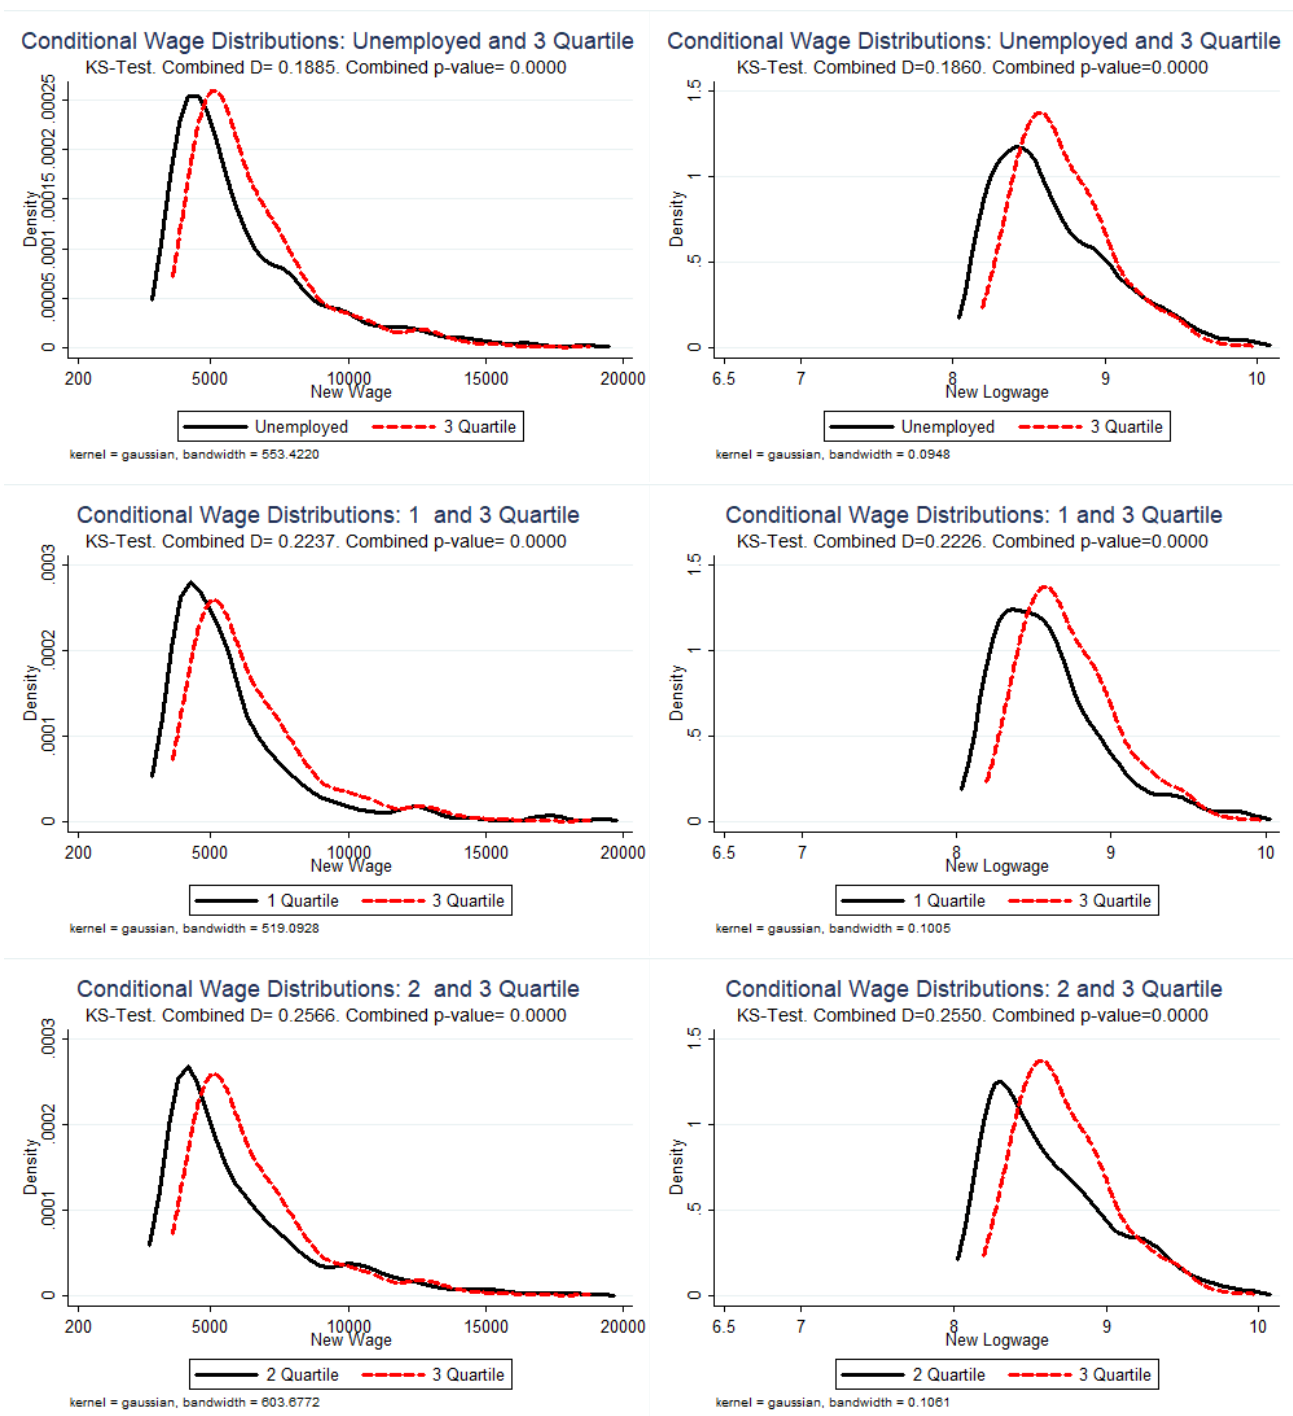 Conditional Wage Distributions: Unemployed and 3 Quartile
KS-Test. Combined D= 0.1885. Combined p-value= 0.0000
Density
0 .00005 .0001 .00015 .0002 .00025
200 5000 10000 15000 20000
New Wage
Unemployed 3 Quartile
kernel = gaussian, bandwidth = 553.4220
Conditional Wage Distributions: Unemployed and 3 Quartile
KS-Test. Combined D=0.1860. Combined p-value=0.0000
Density
0 .5 1 1.5
6.5 7 8 9 10
New Logwage
Unemployed 3 Quartile
kernel = gaussian, bandwidth = 0.0948
Conditional Wage Distributions: 1 and 3 Quartile
KS-Test. Combined D= 0.2237. Combined p-value= 0.0000
Density
0 .0001 .0002 .0003
200 5000 10000 15000 20000
New Wage
1 Quartile 3 Quartile
kernel = gaussian, bandwidth = 519.0928
Conditional Wage Distributions: 1 and 3 Quartile
KS-Test. Combined D=0.2226. Combined p-value=0.0000
Density
0 .5 1 1.5
6.5 7 8 9 10
New Logwage
1 Quartile 3 Quartile
kernel = gaussian, bandwidth = 0.1005
Conditional Wage Distributions: 2 and 3 Quartile
KS-Test. Combined D= 0.2566. Combined p-value= 0.0000
Density
0 .0001 .0002 .0003
200 5000 10000 15000 20000
New Wage
2 Quartile 3 Quartile
kernel = gaussian, bandwidth = 603.6772
Conditional Wage Distributions: 2 and 3 Quartile
KS-Test. Combined D=0.2550. Combined p-value=0.0000
Density
0 .5 1 1.5
6.5 7 8 9 10
New Logwage
2 Quartile 3 Quartile
kernel = gaussian, bandwidth = 0.1061